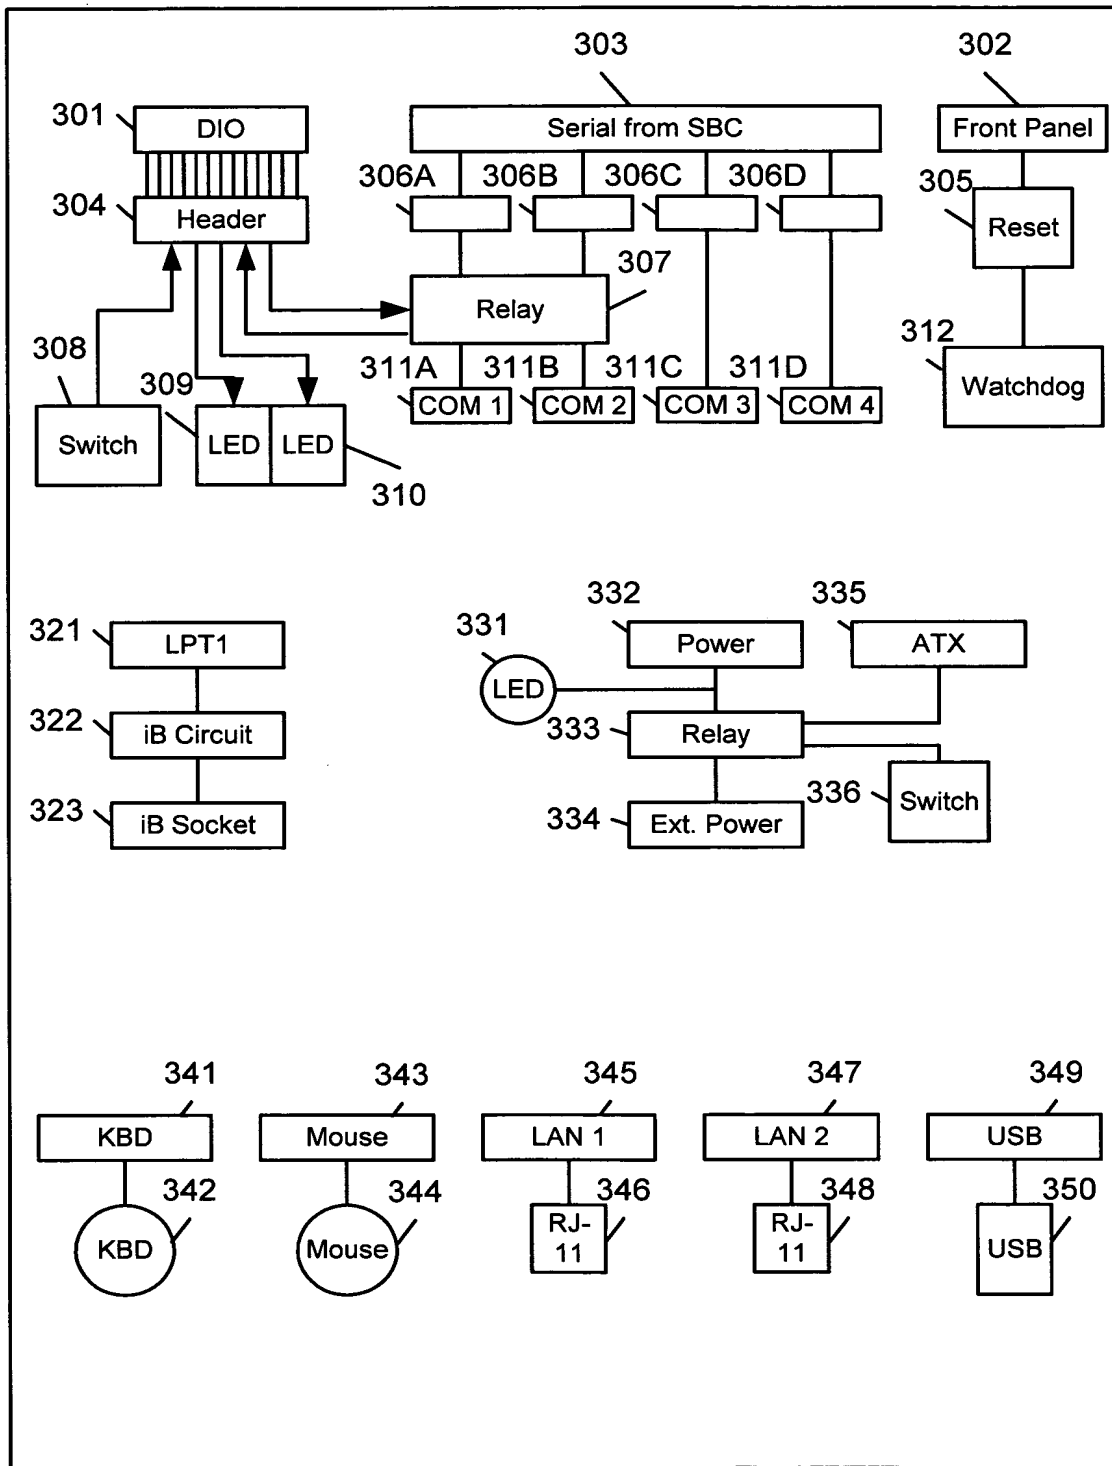 303
302
301
DIO
Serial from SBC
Front Panel
306A
306B
306C
306D
305
304
Header
Reset
307
Relay
308
309
311A
311B
311C
311D
312
COM 1
COM 2
COM 3
COM 4
Watchdog
Switch
LED
LED
310
332
335
321
LPT1
331
Power
ATX
LED
322
iB Circuit
333
Relay
323
iB Socket
334
Ext. Power
336
Switch
341
343
345
347
349
KBD
Mouse
LAN 1
LAN 2
USB
342
344
346
348
350
KBD
Mouse
RJ-
11
RJ-
11
USB